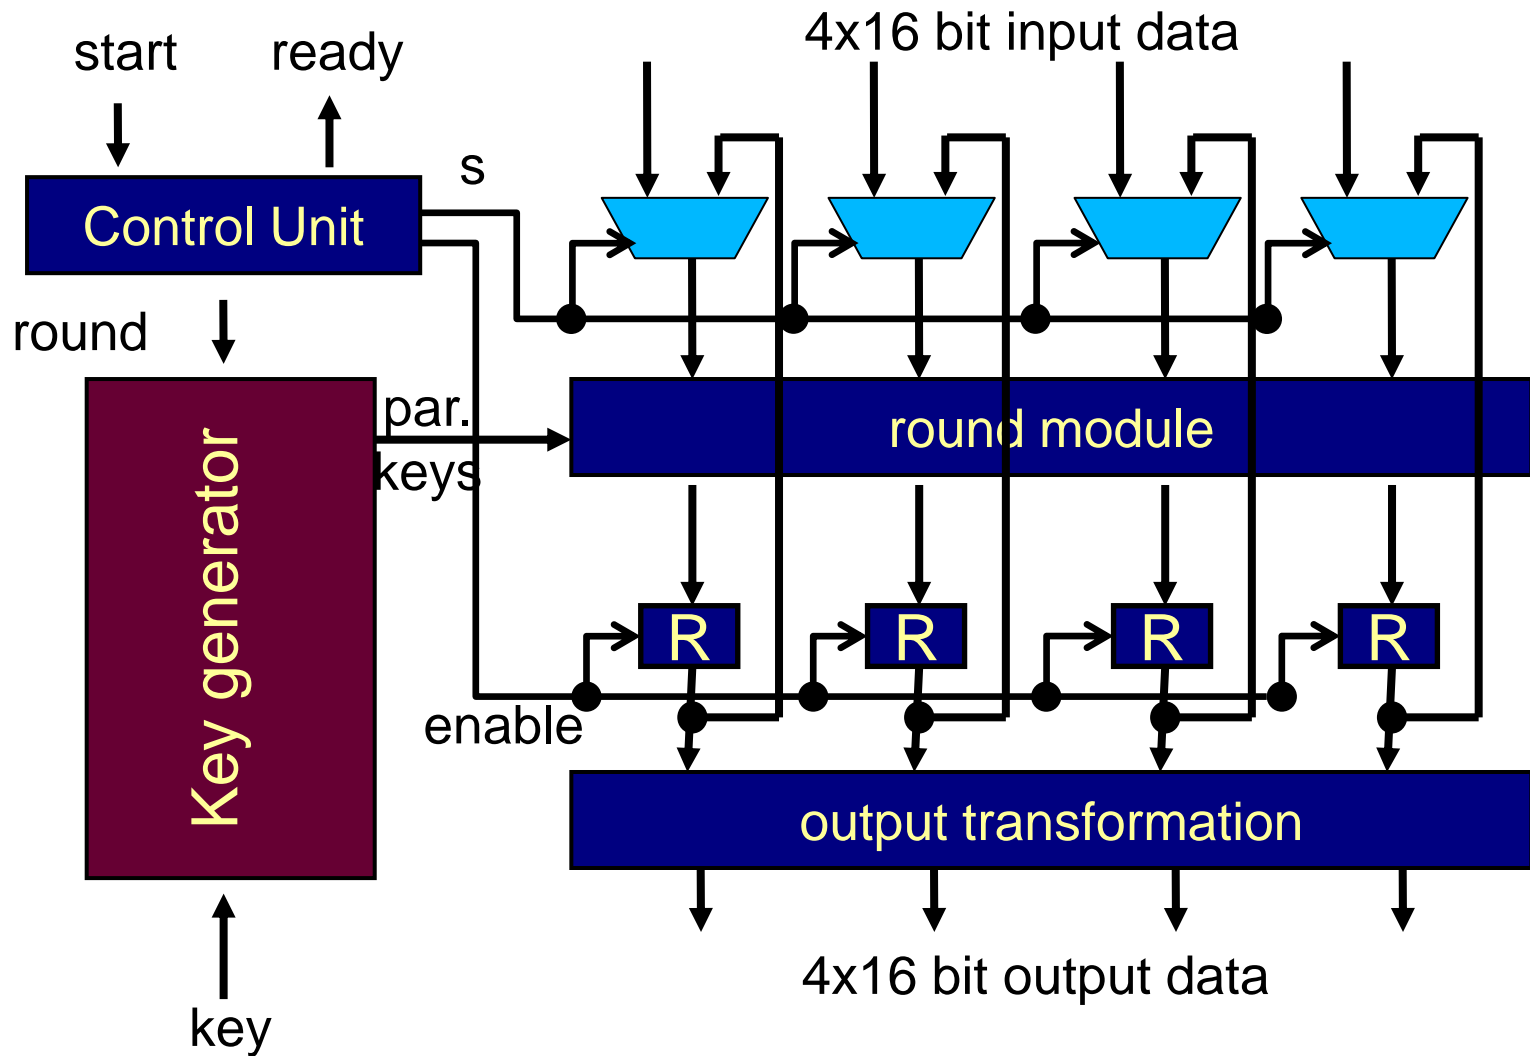 start
ready
4x16 bit input data
s
Control Unit
round
par.
keys
round module
Key generator
R
R
R
R
enable
output transformation
4x16 bit output data
key